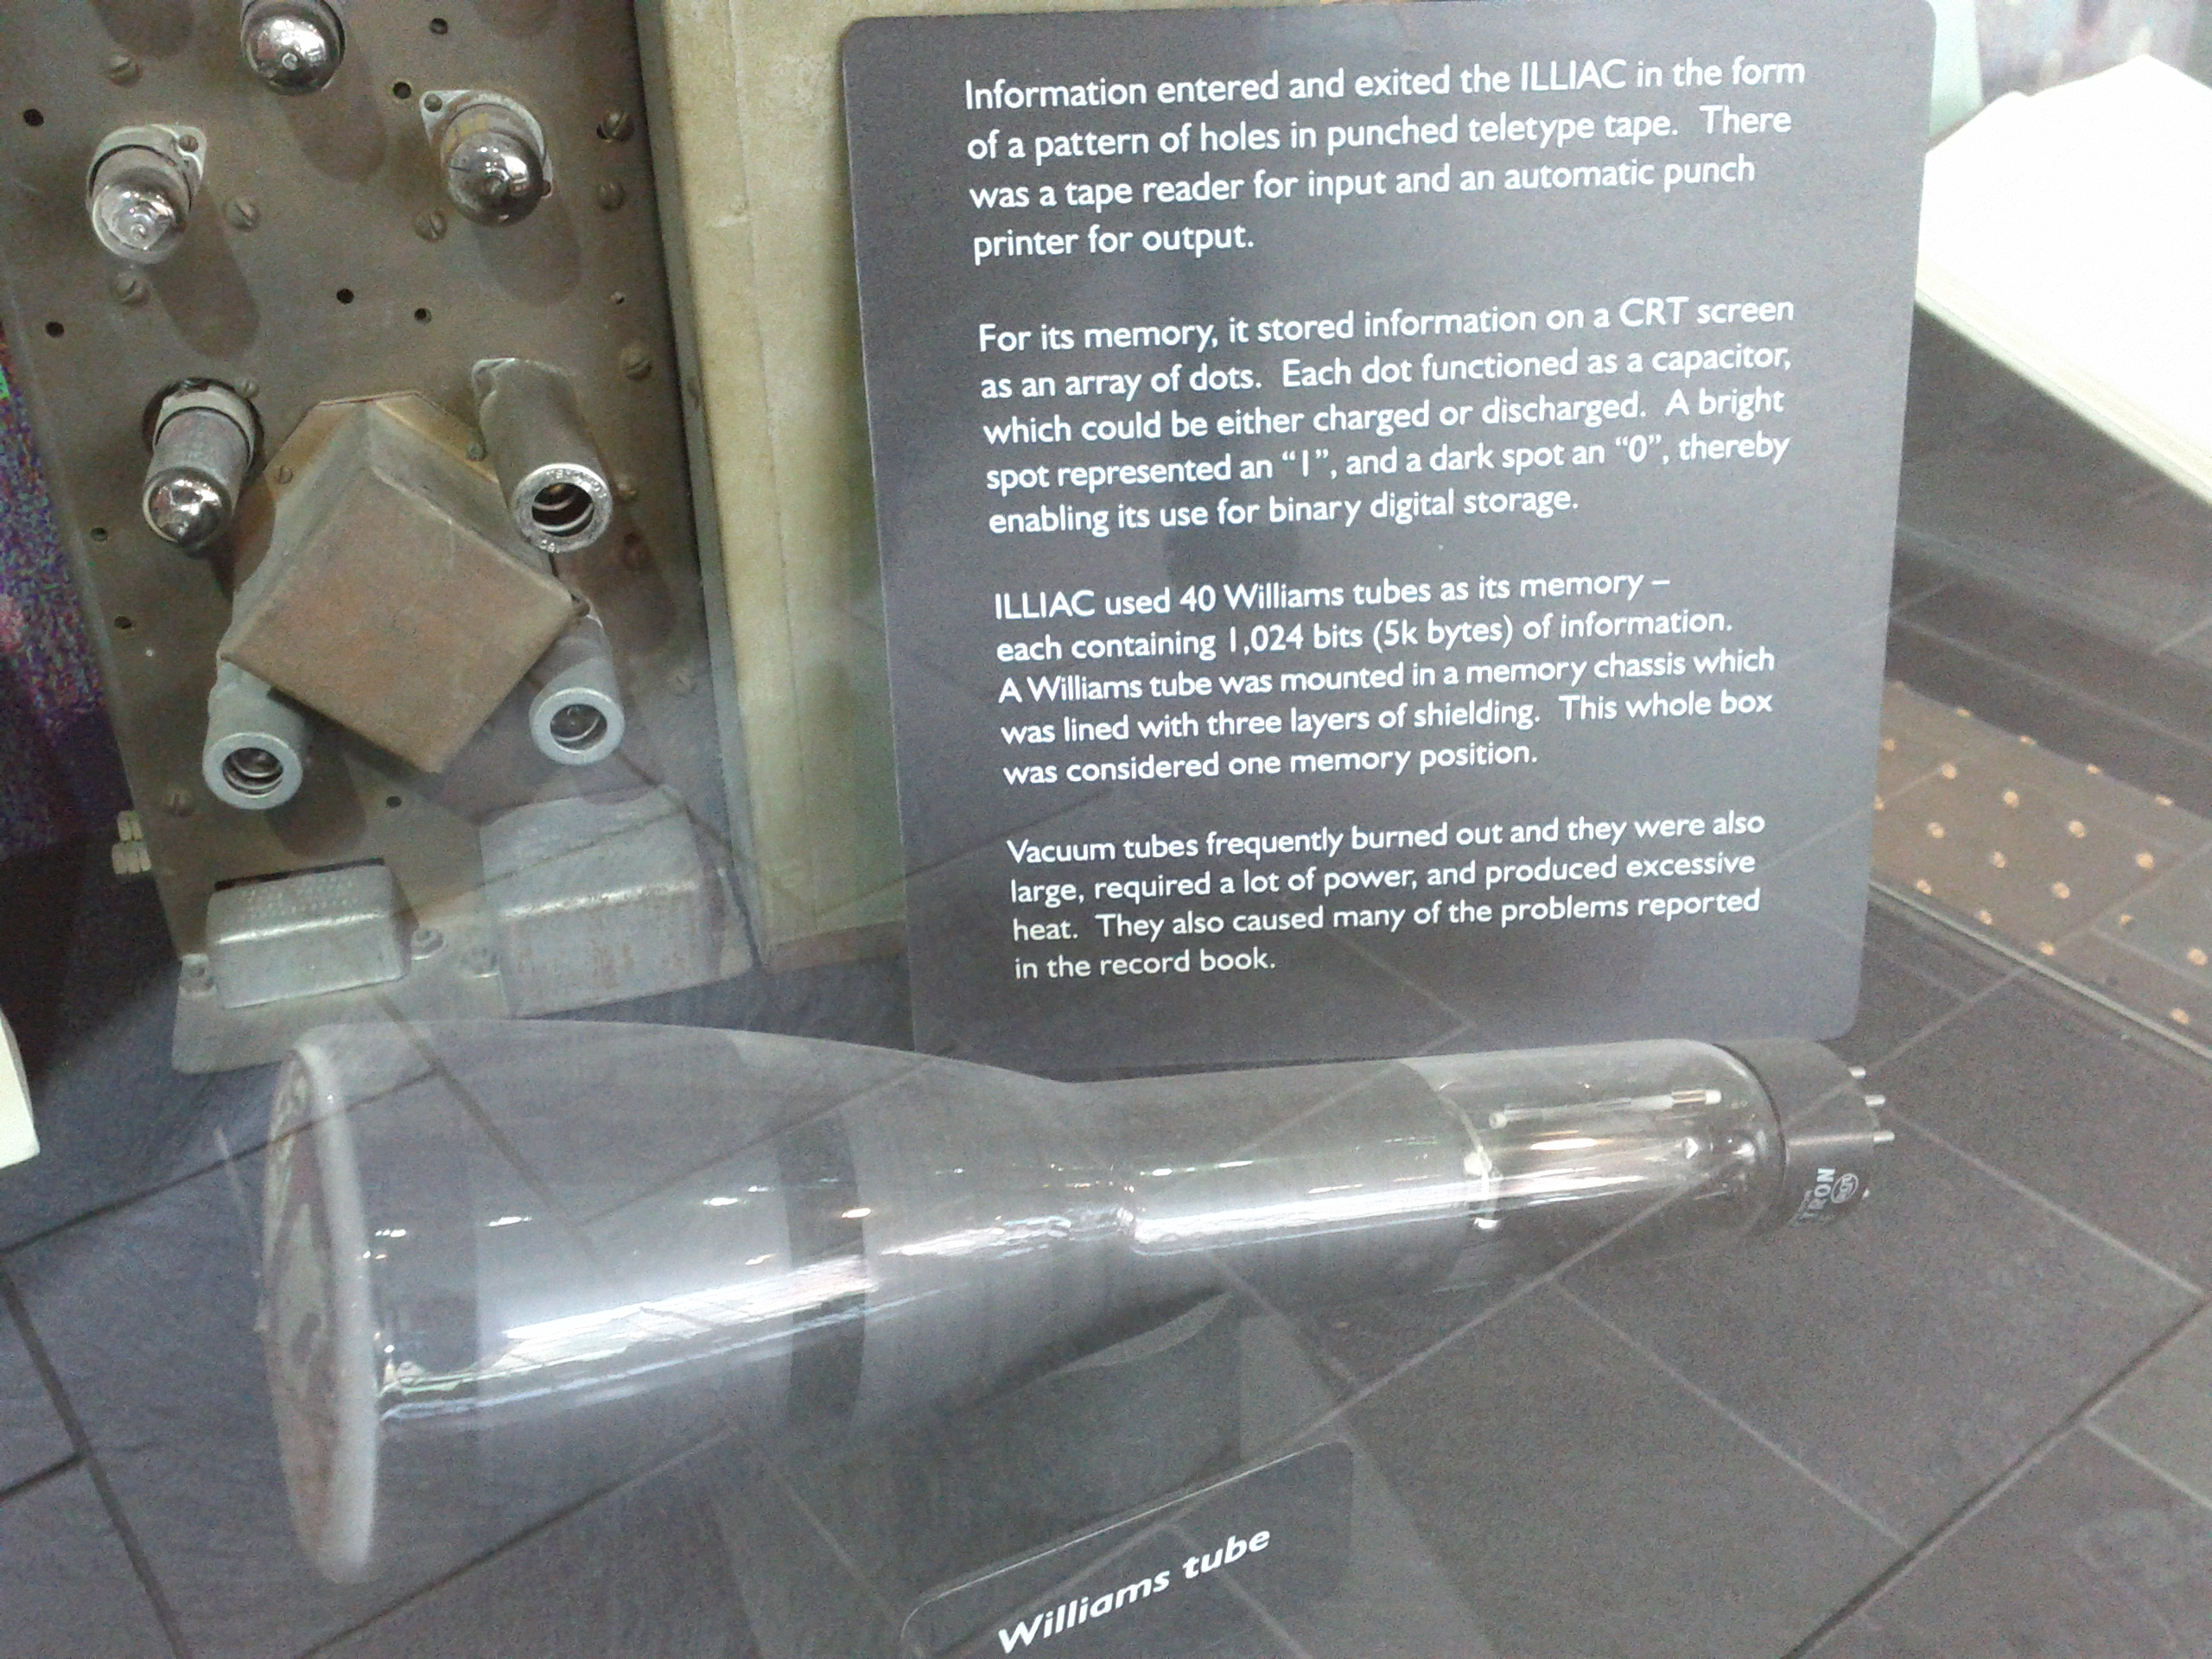 Information entered and exited the ILLIAC in the form
of a pattern of holes in punched teletype tape. There
was a tape reader for input and an automatic punch
printer for output.
For its memory, it stored information on a CRT screen
as an array of dots. Each dot functioned as a capacitor,
which could be either charged or discharged. A bright
spot represented an “1”, and a dark spot an “0”, thereby
enabling its use for binary digital storage.
ILLIAC used 40 Williams tubes as its memory –
each containing 1,024 bits (5k bytes) of information.
A Williams tube was mounted in a memory chassis which
was lined with three layers of shielding. This whole box
was considered one memory position.
Vacuum tubes frequently burned out and they were also
large, required a lot of power, and produced excessive
heat. They also caused many of the problems reported
in the record book.
TRON
Williams tube